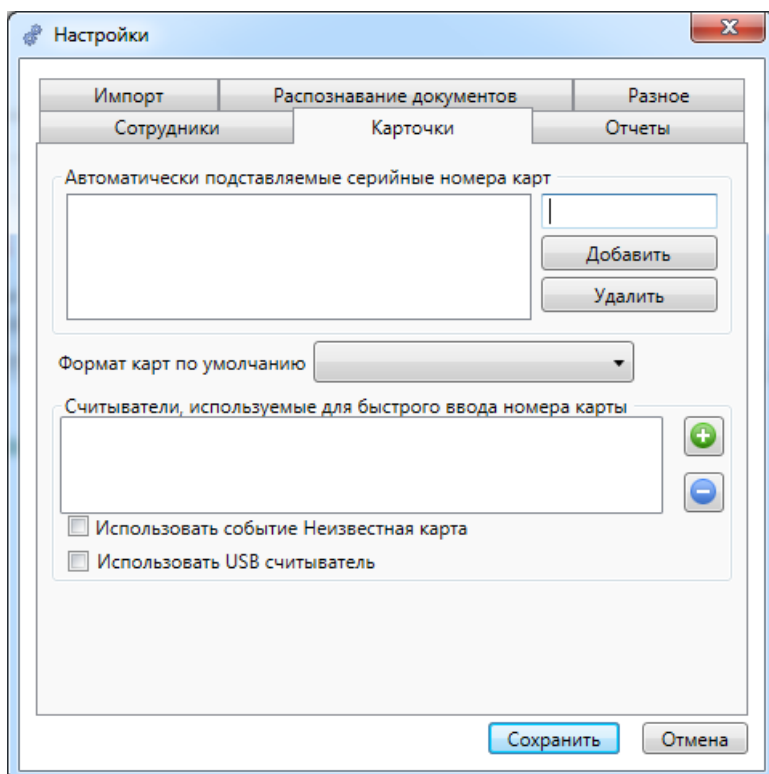 Настройки
Импорт
Распознавание документов
Разное
Сотрудники
Карточки
Отчеты
Автоматически подставляемые серийные номера карт
Добавить
Удалить
Формат карт по умолчанию
Считыватели, используемые для быстрого ввода номера карты
Использовать событие Неизвестная карта
Использовать USB считыватель
Сохранить
Отмена